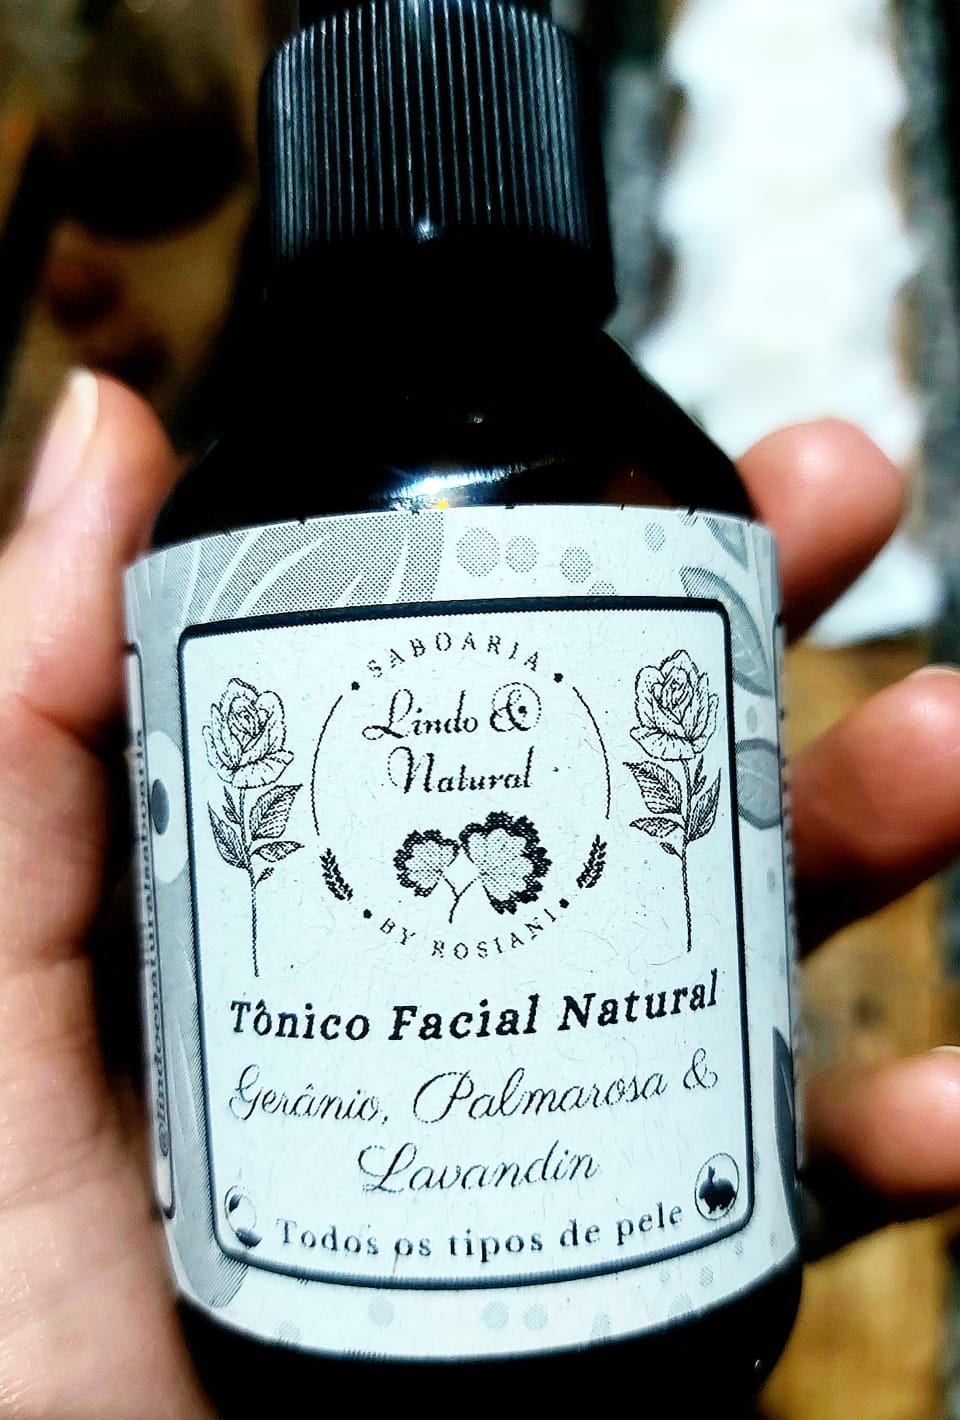 SABOARIA
Lindo &
Natural
BY ROSIANI
Tônico Facial Natural
Gerânio, Palmarosa &
Lavandin
Todos os tipos de pele